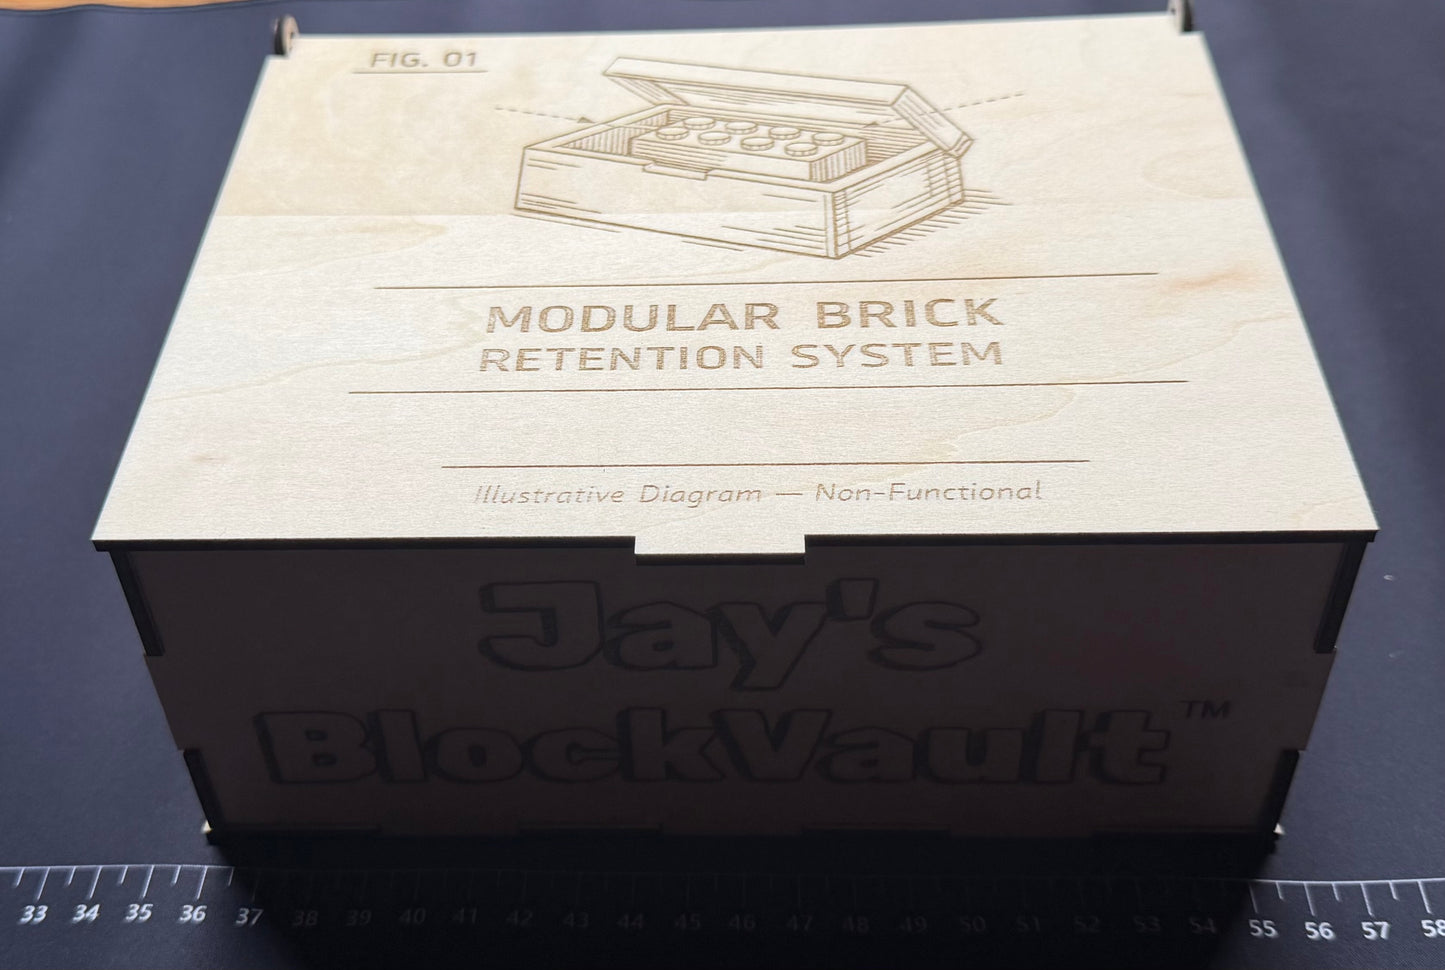 FIG. 01
MODULAR BRICK
RETENTION SYSTEM
Illustrative Diagram — Non-Functional
Jay's
BlockVault™
33 34 35 36 37 38 39 40 41 42 43 44 45 46 47 48 49 50 51 52 53 54 55 56 57 58